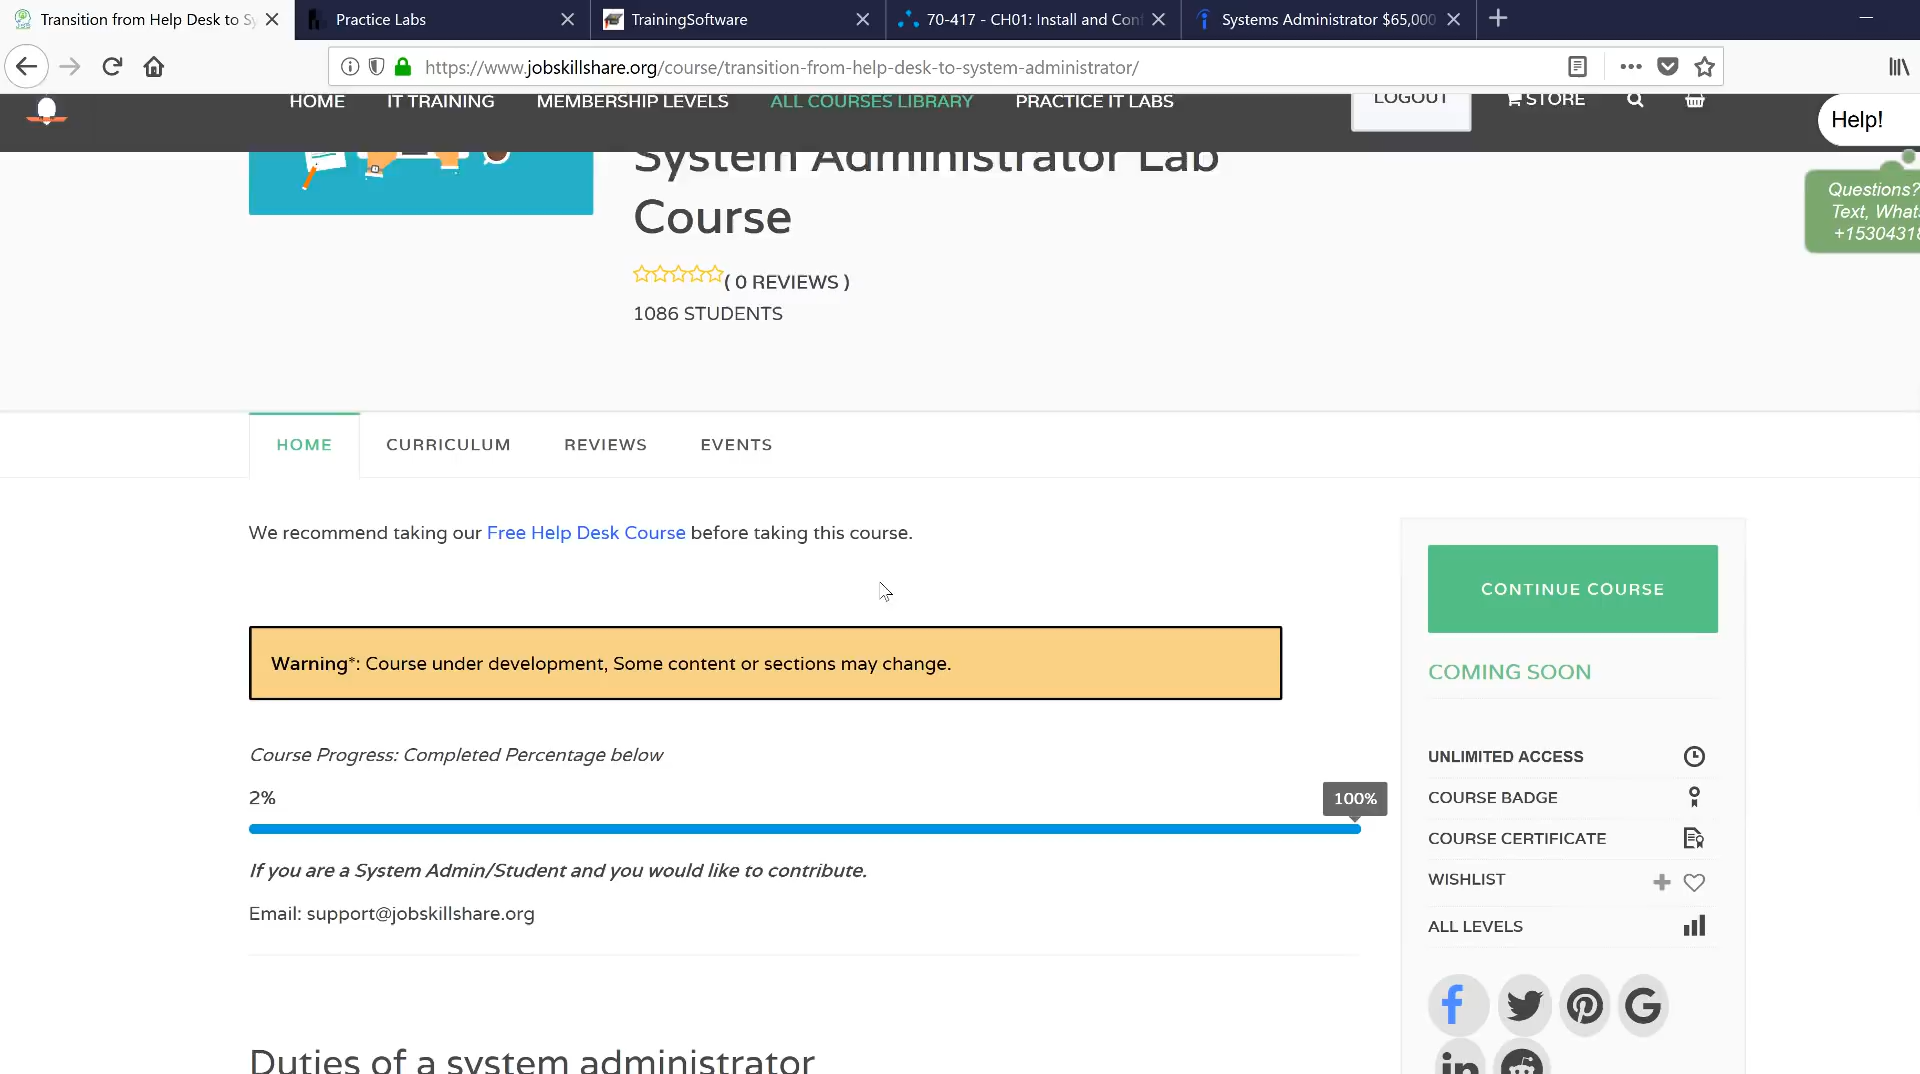 Transition from Help Desk to Sy
Practice Labs
TrainingSoftware
70-417 - CH01: Install and Con
Systems Administrator $65,000
https://www.jobskillshare.org/course/transition-from-help-desk-to-system-administrator/
HOME
IT TRAINING
MEMBERSHIP LEVELS
ALL COURSES LIBRARY
PRACTICE IT LABS
LOGOUT
STORE
Help!
Questions?
Text, Whats
+15304318
System Administrator Lab
Course
( 0 REVIEWS )
1086 STUDENTS
HOME
CURRICULUM
REVIEWS
EVENTS
We recommend taking our Free Help Desk Course before taking this course.
Warning*: Course under development, Some content or sections may change.
Course Progress: Completed Percentage below
2%
100%
If you are a System Admin/Student and you would like to contribute.
Email: support@jobskillshare.org
Duties of a system administrator
CONTINUE COURSE
COMING SOON
UNLIMITED ACCESS
COURSE BADGE
COURSE CERTIFICATE
WISHLIST
ALL LEVELS